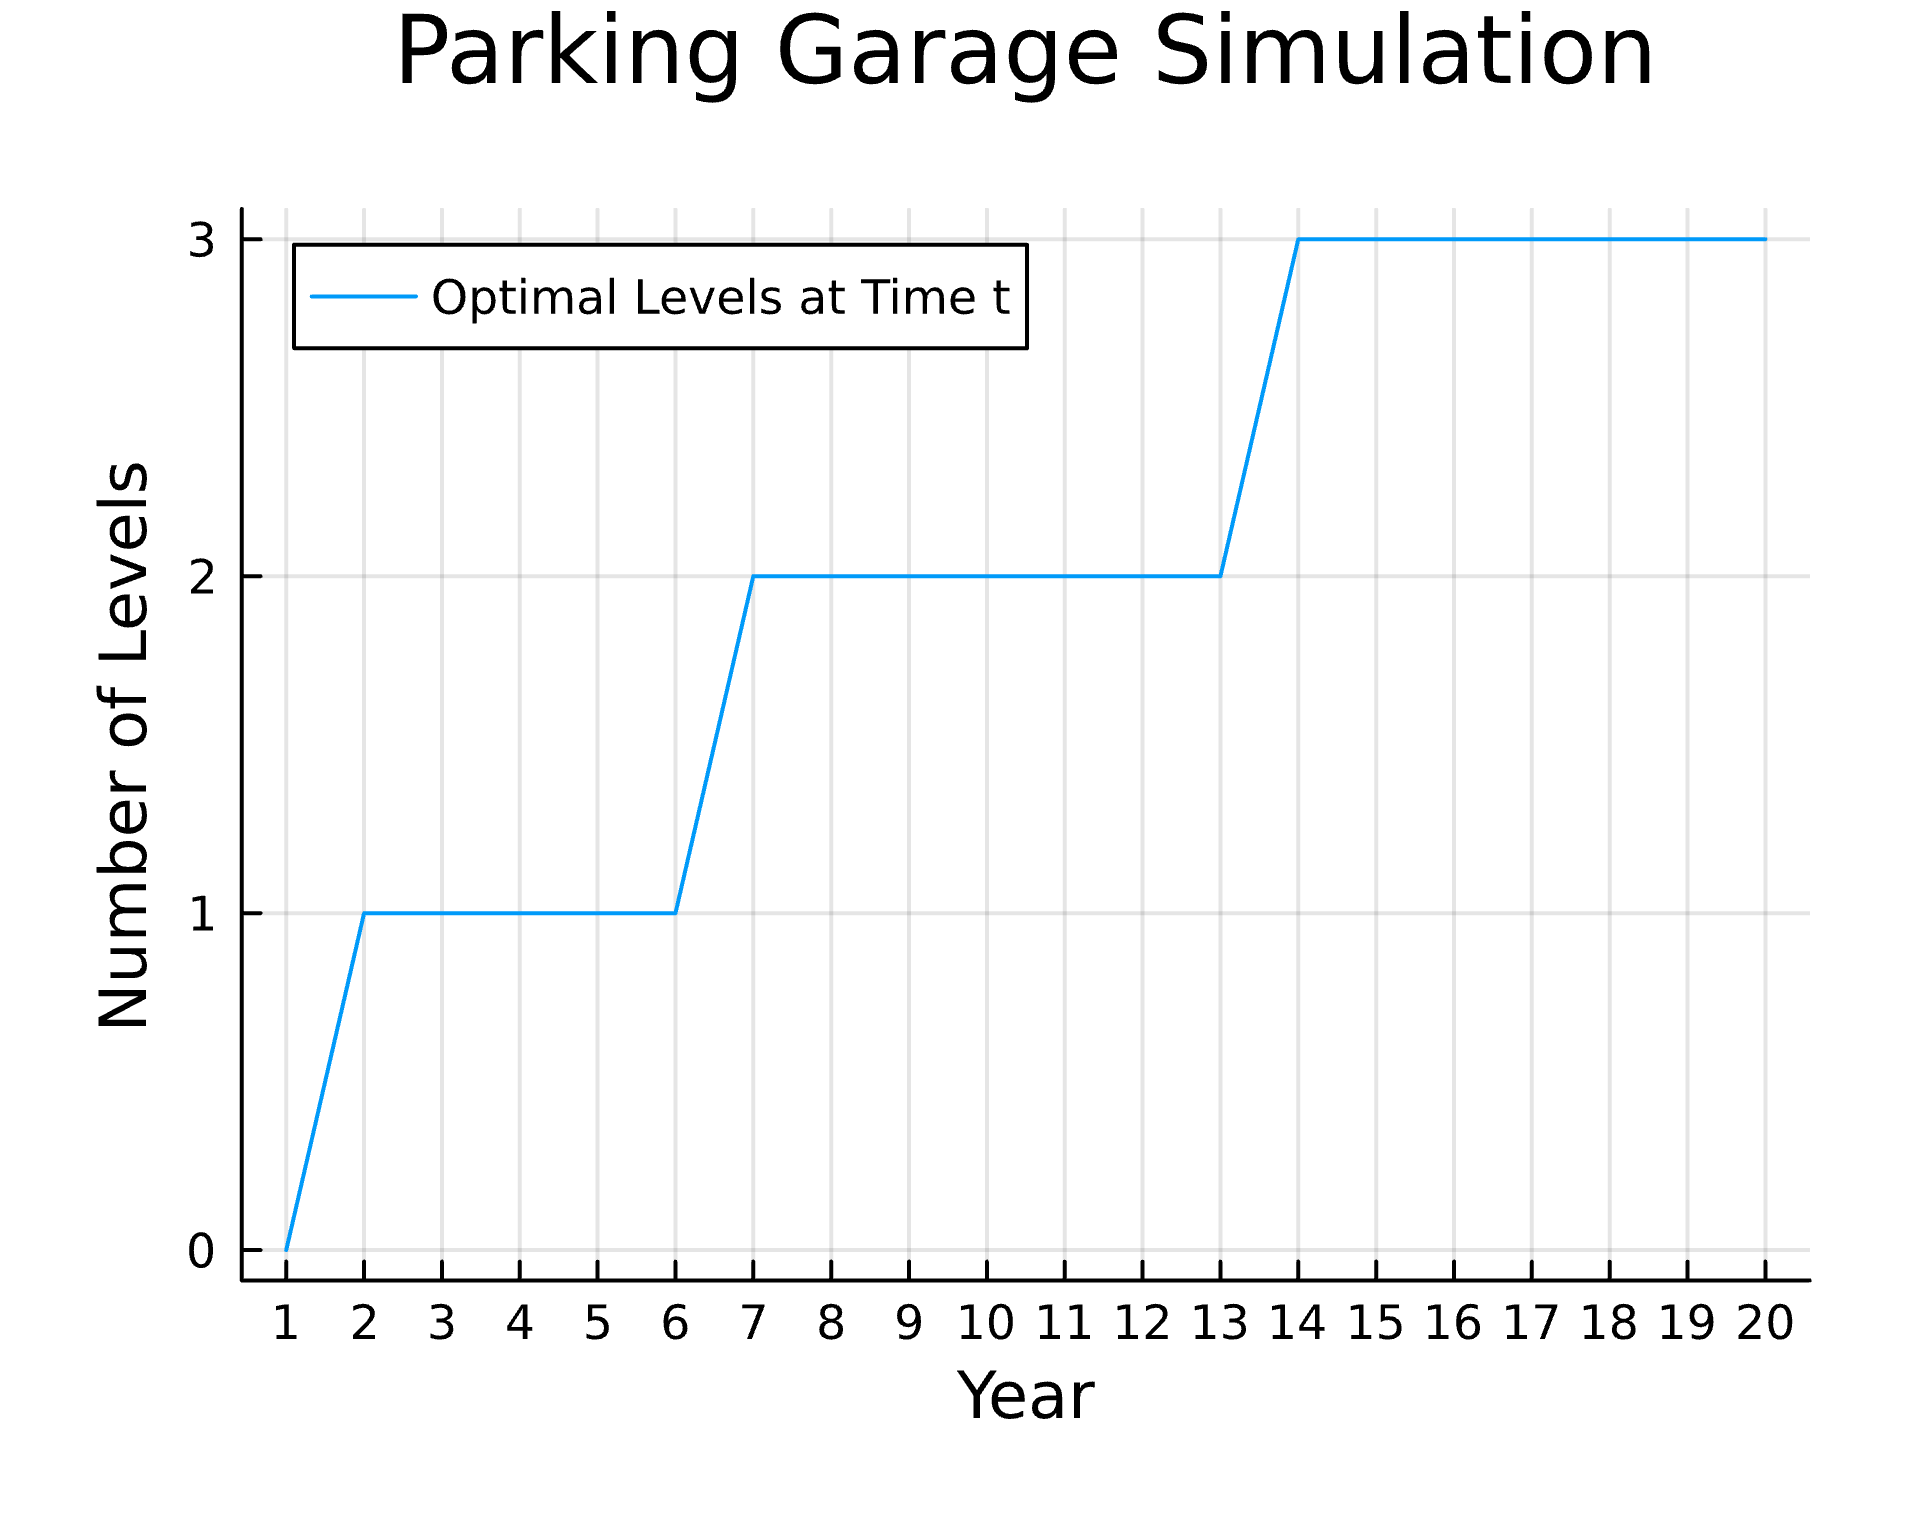 Parking Garage Simulation
3
Optimal Levels at Time t
2
1
0
Number of Levels
1 2 3 4 5 6 7 8 9 10 11 12 13 14 15 16 17 18 19 20
Year